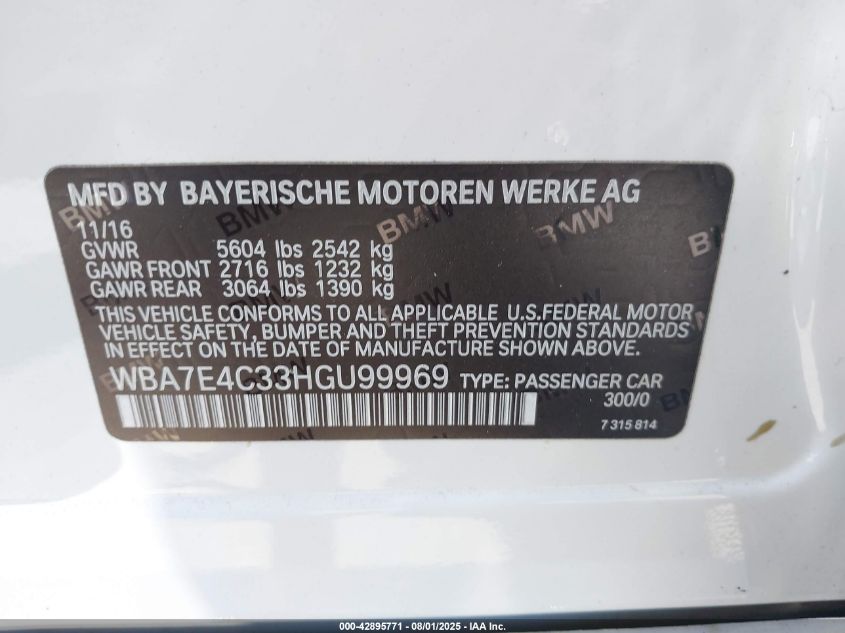 MFD BY BAYERISCHE MOTOREN WERKE AG
11/16
GVWR 5604 lbs 2542 kg
GAWR FRONT 2716 lbs 1232 kg
GAWR REAR 3064 lbs 1390 kg
THIS VEHICLE CONFORMS TO ALL APPLICABLE U.S.FEDERAL MOTOR
VEHICLE SAFETY, BUMPER AND THEFT PREVENTION STANDARDS
IN EFFECT ON THE DATE OF MANUFACTURE SHOWN ABOVE.
WBA7E4C33HGU99969 TYPE: PASSENGER CAR
300/0
7 315 814
000-42895771 - 08/01/2025 - IAA Inc.